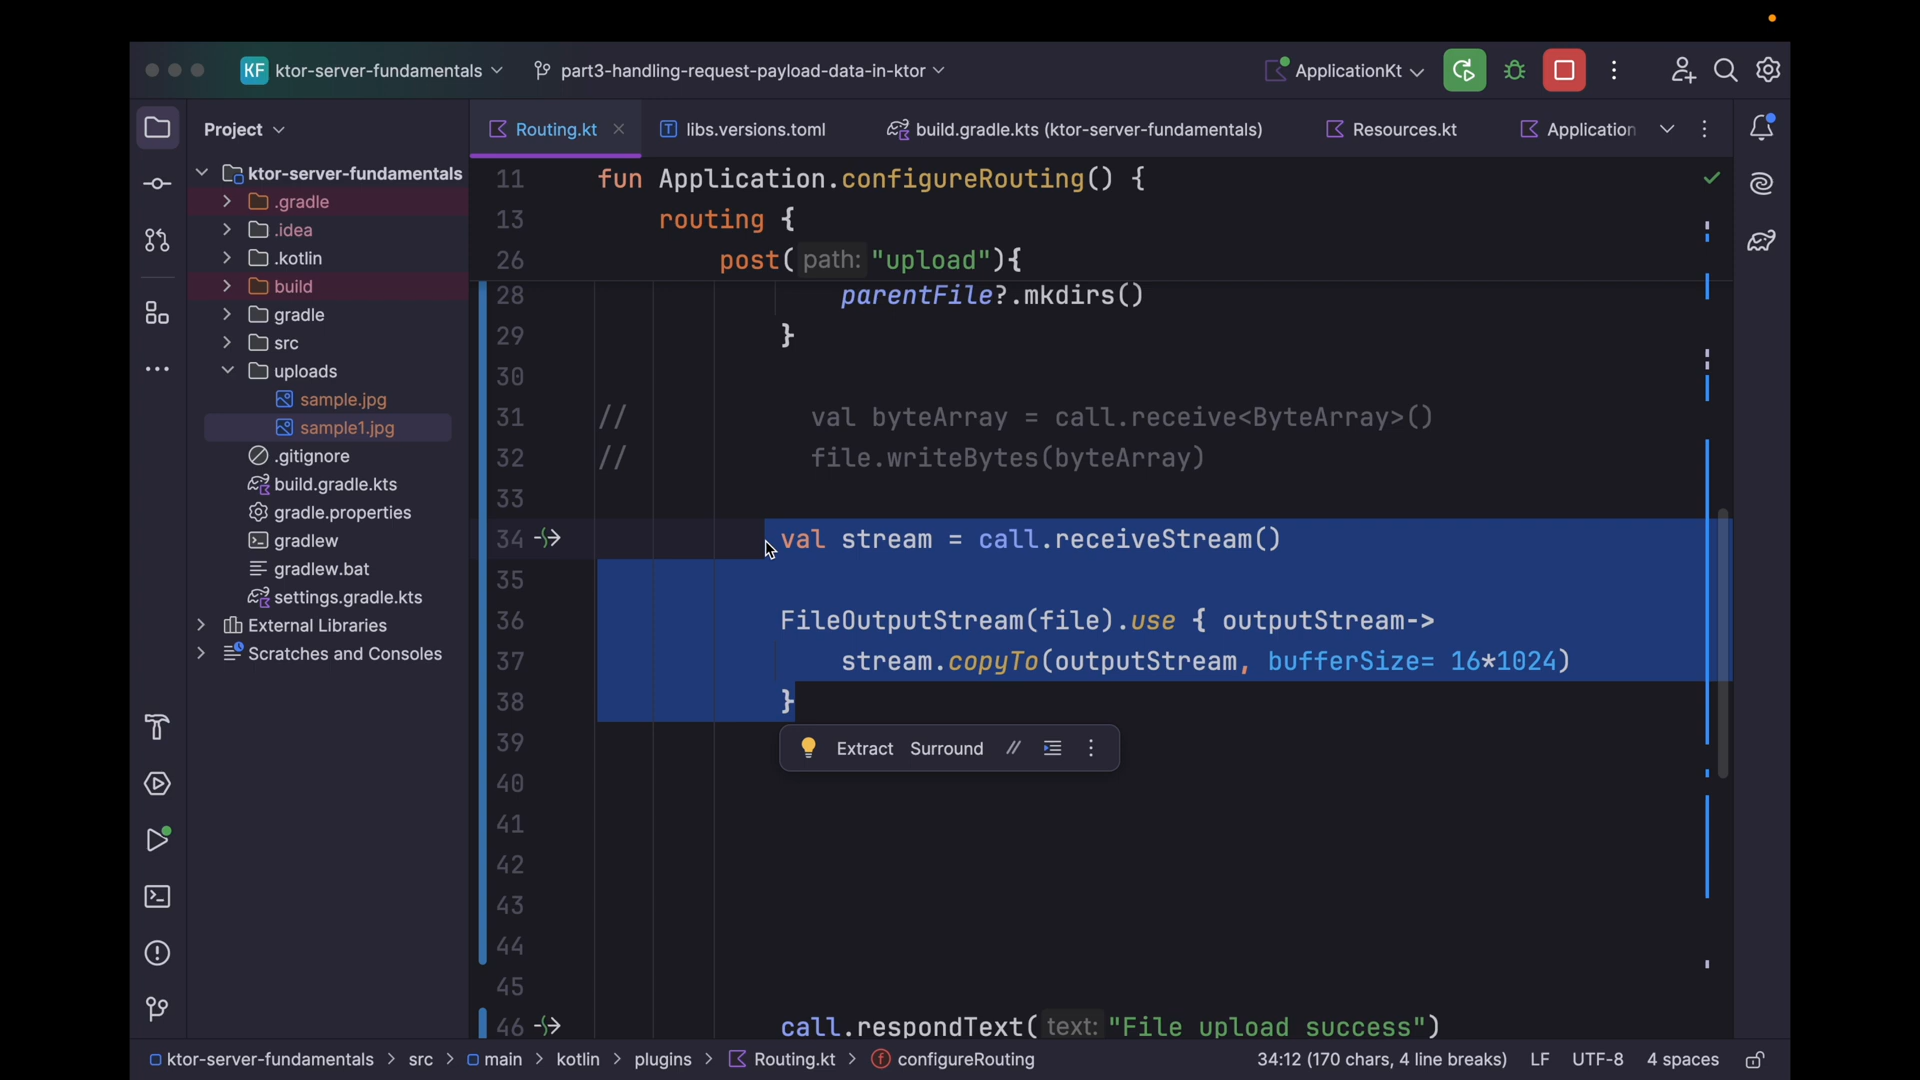 KF ktor-server-fundamentals
part3-handling-request-payload-data-in-ktor
ApplicationKt
Project
Routing.kt
libs.versions.toml
build.gradle.kts (ktor-server-fundamentals)
Resources.kt
Application
ktor-server-fundamentals
.gradle
.idea
.kotlin
build
gradle
src
uploads
sample.jpg
sample1.jpg
.gitignore
build.gradle.kts
gradle.properties
gradlew
gradlew.bat
settings.gradle.kts
External Libraries
Scratches and Consoles
11 fun Application.configureRouting() {
13 routing {
26 post( path: "upload"){
28 parentFile?.mkdirs()
29 }
30
31 // val byteArray = call.receive<ByteArray>()
32 // file.writeBytes(byteArray)
33
34 val stream = call.receiveStream()
35
36 FileOutputStream(file).use { outputStream->
37 stream.copyTo(outputStream, bufferSize= 16*1024)
38 }
39
Extract Surround //
40
41
42
43
44
45
46 call.respondText( text: "File upload success")
ktor-server-fundamentals > src > main > kotlin > plugins > Routing.kt > configureRouting
34:12 (170 chars, 4 line breaks) LF UTF-8 4 spaces